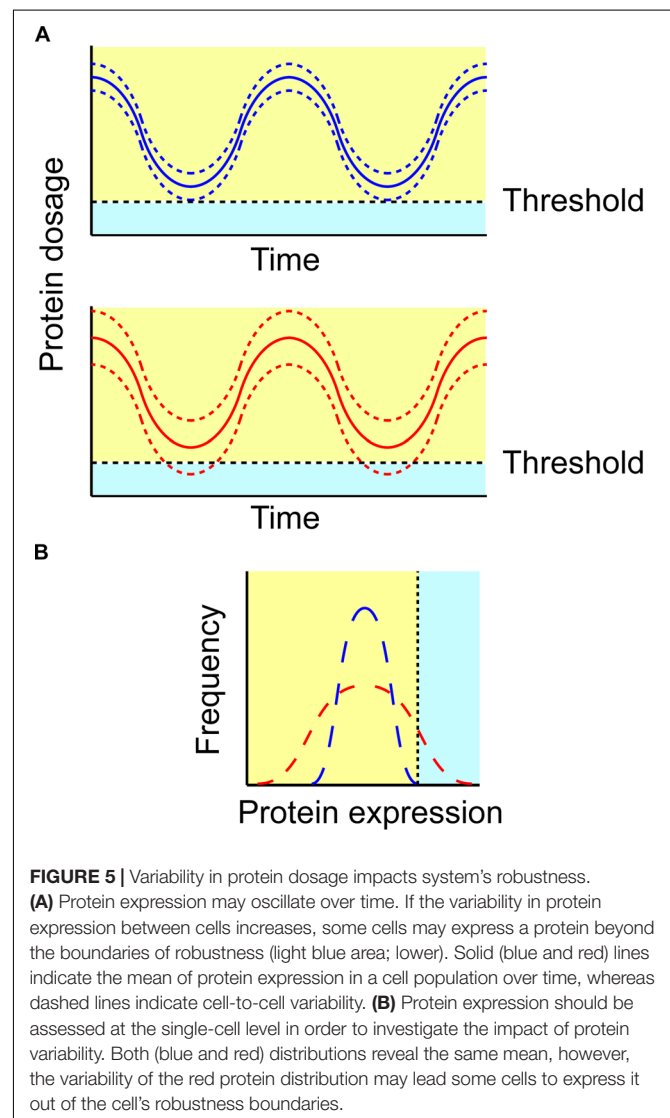 A
Protein dosage
Threshold
Time
Threshold
Time
B
Frequency
Protein expression
FIGURE 5 | Variability in protein dosage impacts system's robustness.
(A) Protein expression may oscillate over time. If the variability in protein
expression between cells increases, some cells may express a protein beyond
the boundaries of robustness (light blue area; lower). Solid (blue and red) lines
indicate the mean of protein expression in a cell population over time, whereas
dashed lines indicate cell-to-cell variability. (B) Protein expression should be
assessed at the single-cell level in order to investigate the impact of protein
variability. Both (blue and red) distributions reveal the same mean, however,
the variability of the red protein distribution may lead some cells to express it
out of the cell's robustness boundaries.